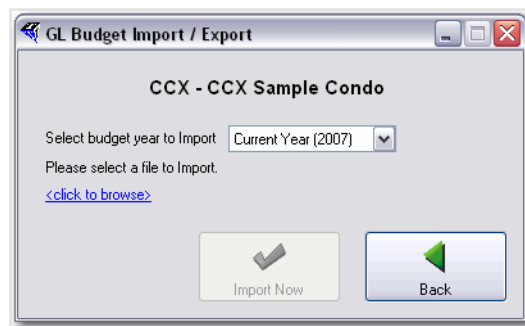 GL Budget Import / Export
CCX - CCX Sample Condo
Select budget year to Import Current Year (2007)
Please select a file to Import.
<click to browse>
Import Now Back